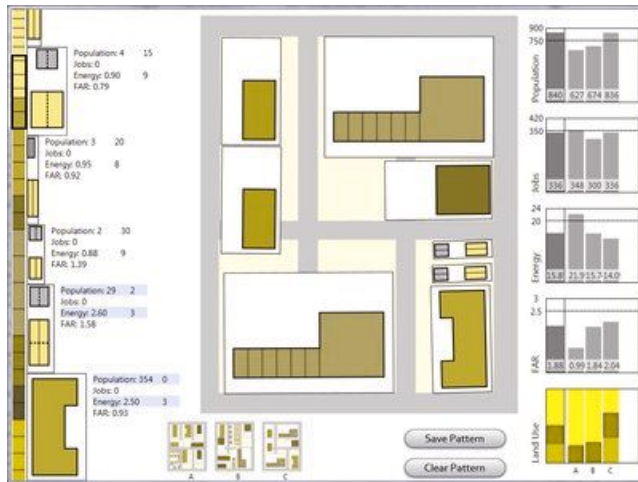 Population: 4 15
Jobs: 0
Energy: 0.90 9
FAR: 0.79
Population: 3 20
Jobs: 0
Energy: 0.95 8
FAR: 0.92
Population: 2 30
Jobs: 0
Energy: 0.88 9
FAR: 1.39
Population: 29 2
Jobs: 0
Energy: 2.60 3
FAR: 1.58
Population: 354 0
Jobs: 0
Energy: 2.50 3
FAR: 0.93
A B C
Save Pattern
Clear Pattern
900
750
Population
840 627 674 836
420
350
Jobs
336 348 300 336
24
20
Energy
15.8 21.9 15.7 14.0
3
2.5
FAR
1.88 0.99 1.84 2.04
Land Use
A B C